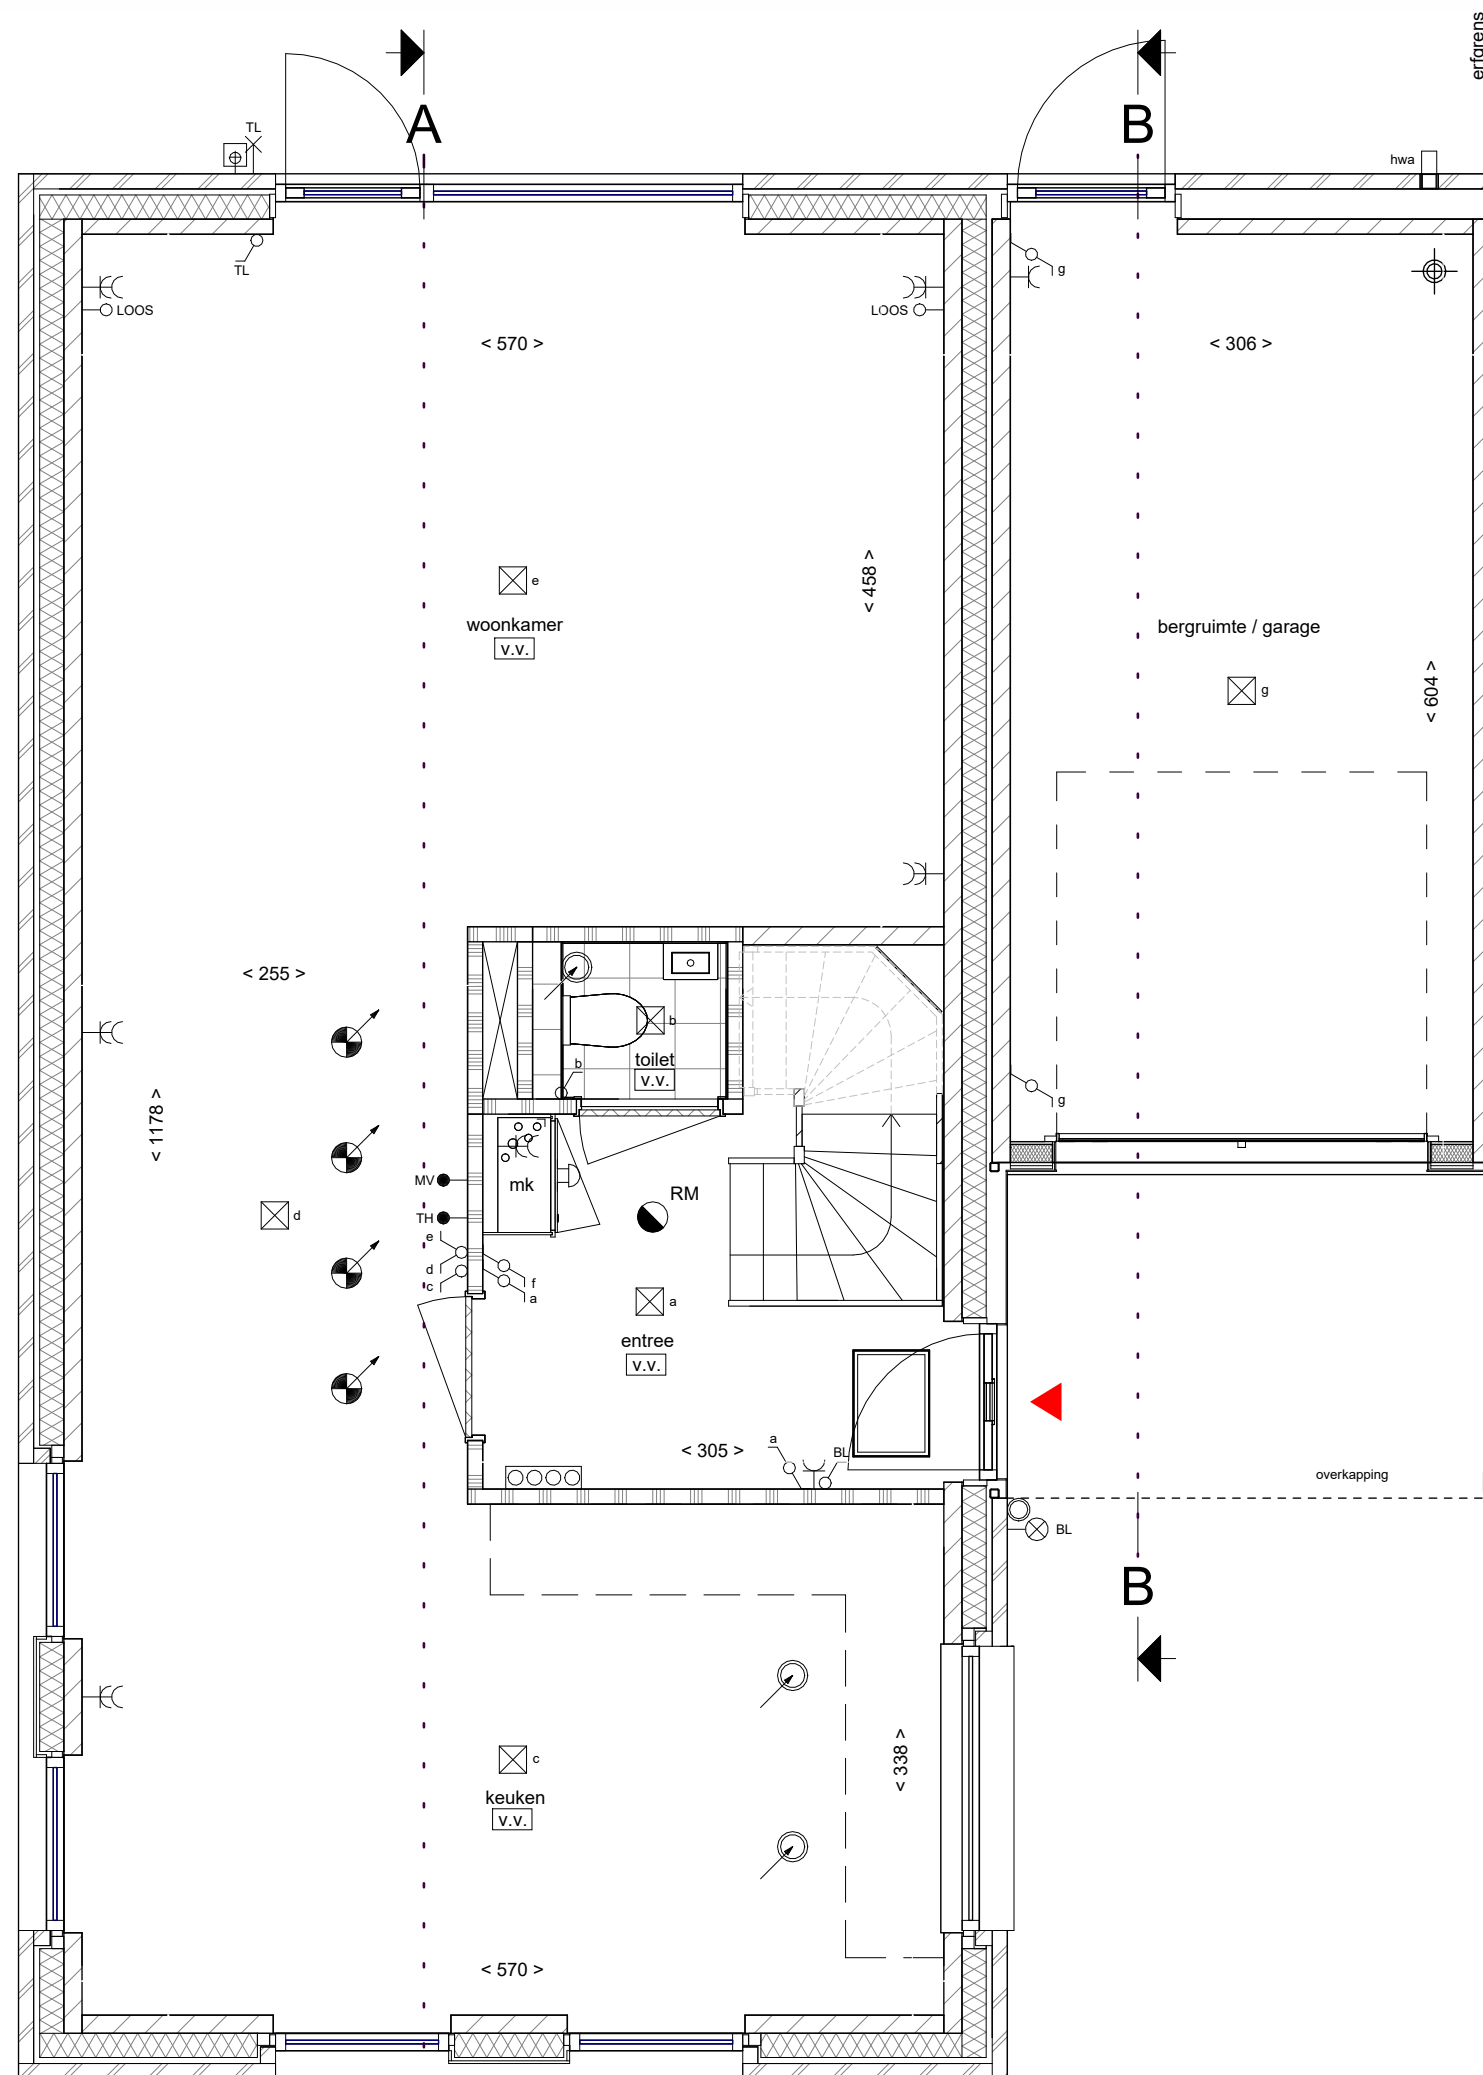 erfgrens
A
B
TL
hwa
TL
g
LOOS
LOOS
< 570 >
< 306 >
< 458 >
e
woonkamer
v.v.
bergruimte / garage
g
< 604 >
< 255 >
b
toilet
v.v.
b
g
< 1178 >
MV
mk
RM
TH
d
e
d
c
f
a
a
entree
v.v.
< 305 >
a
BL
overkapping
BL
B
< 338 >
c
keuken
v.v.
< 570 >